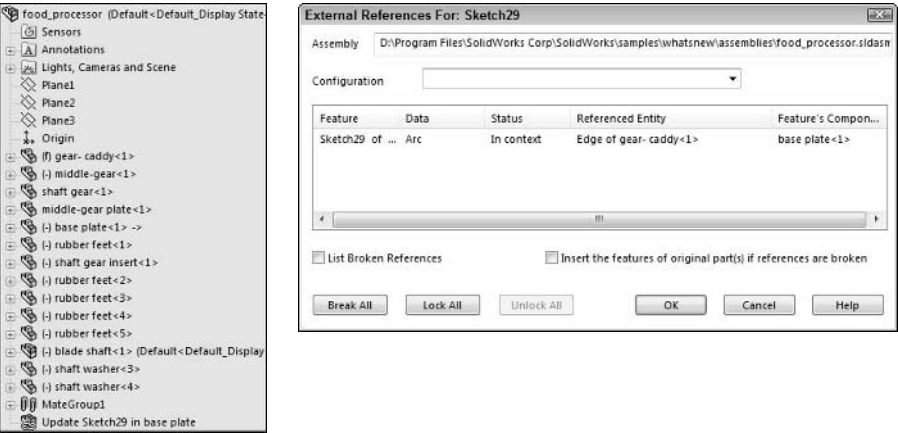 food_processor (Default<Default_Display State-
Sensors
Annotations
Lights, Cameras and Scene
Plane1
Plane2
Plane3
Origin
(f) gear- caddy<1>
(-) middle-gear<1>
shaft gear<1>
middle-gear plate<1>
(-) base plate<1> ->
(-) rubber feet<1>
(-) shaft gear insert<1>
(-) rubber feet<2>
(-) rubber feet<3>
(-) rubber feet<4>
(-) rubber feet<5>
(-) blade shaft<1> (Default<Default_Display
(-) shaft washer<3>
(-) shaft washer<4>
MateGroup1
Update Sketch29 in base plate
External References For: Sketch29
Assembly D:\Program Files\SolidWorks Corp\SolidWorks\samples\whatsnew\assemblies\food_processor.sldasm
Configuration
Feature Data Status Referenced Entity Feature's Compon...
Sketch29 of ... Arc In context Edge of gear- caddy<1> base plate<1>
List Broken References Insert the features of original part(s) if references are broken
Break All Lock All Unlock All OK Cancel Help